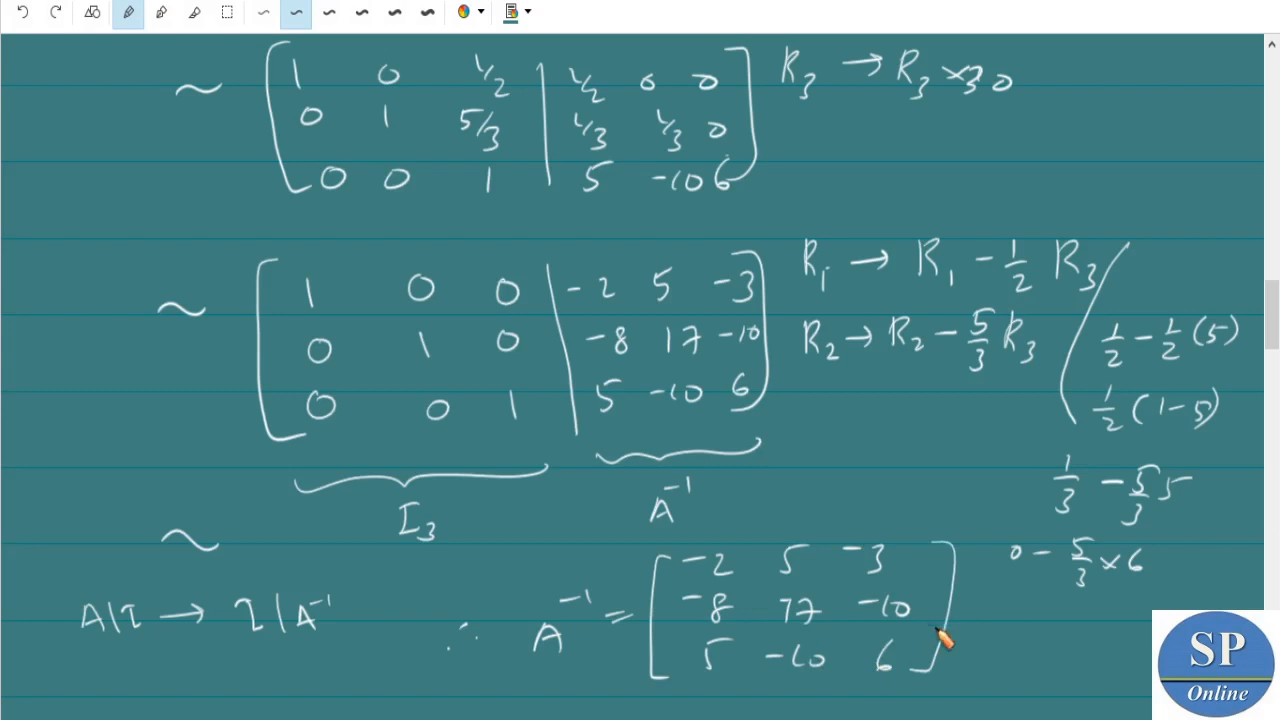 ~ [ 1 0 1/2 | 1/2 0 0 ] R₃ → R₃ × 30
0 1 5/3 | 1/3 1/3 0
0 0 1 | 5 -10 6
~ [ 1 0 0 | -2 5 -3 ] R₁ → R₁ - 1/2 R₃
0 1 0 | -8 17 -10 R₂ → R₂ - 5/3 R₃
0 0 1 | 5 -10 6
1/2 - 1/2 (5)
1/2 (1 - 5)
1/3 - 5/3 5
0 - 5/3 × 6
I₃ A⁻¹
~
A|I → I|A⁻¹
∴ A⁻¹ = [ -2 5 -3 ]
-8 17 -10
5 -10 6
SP
Online